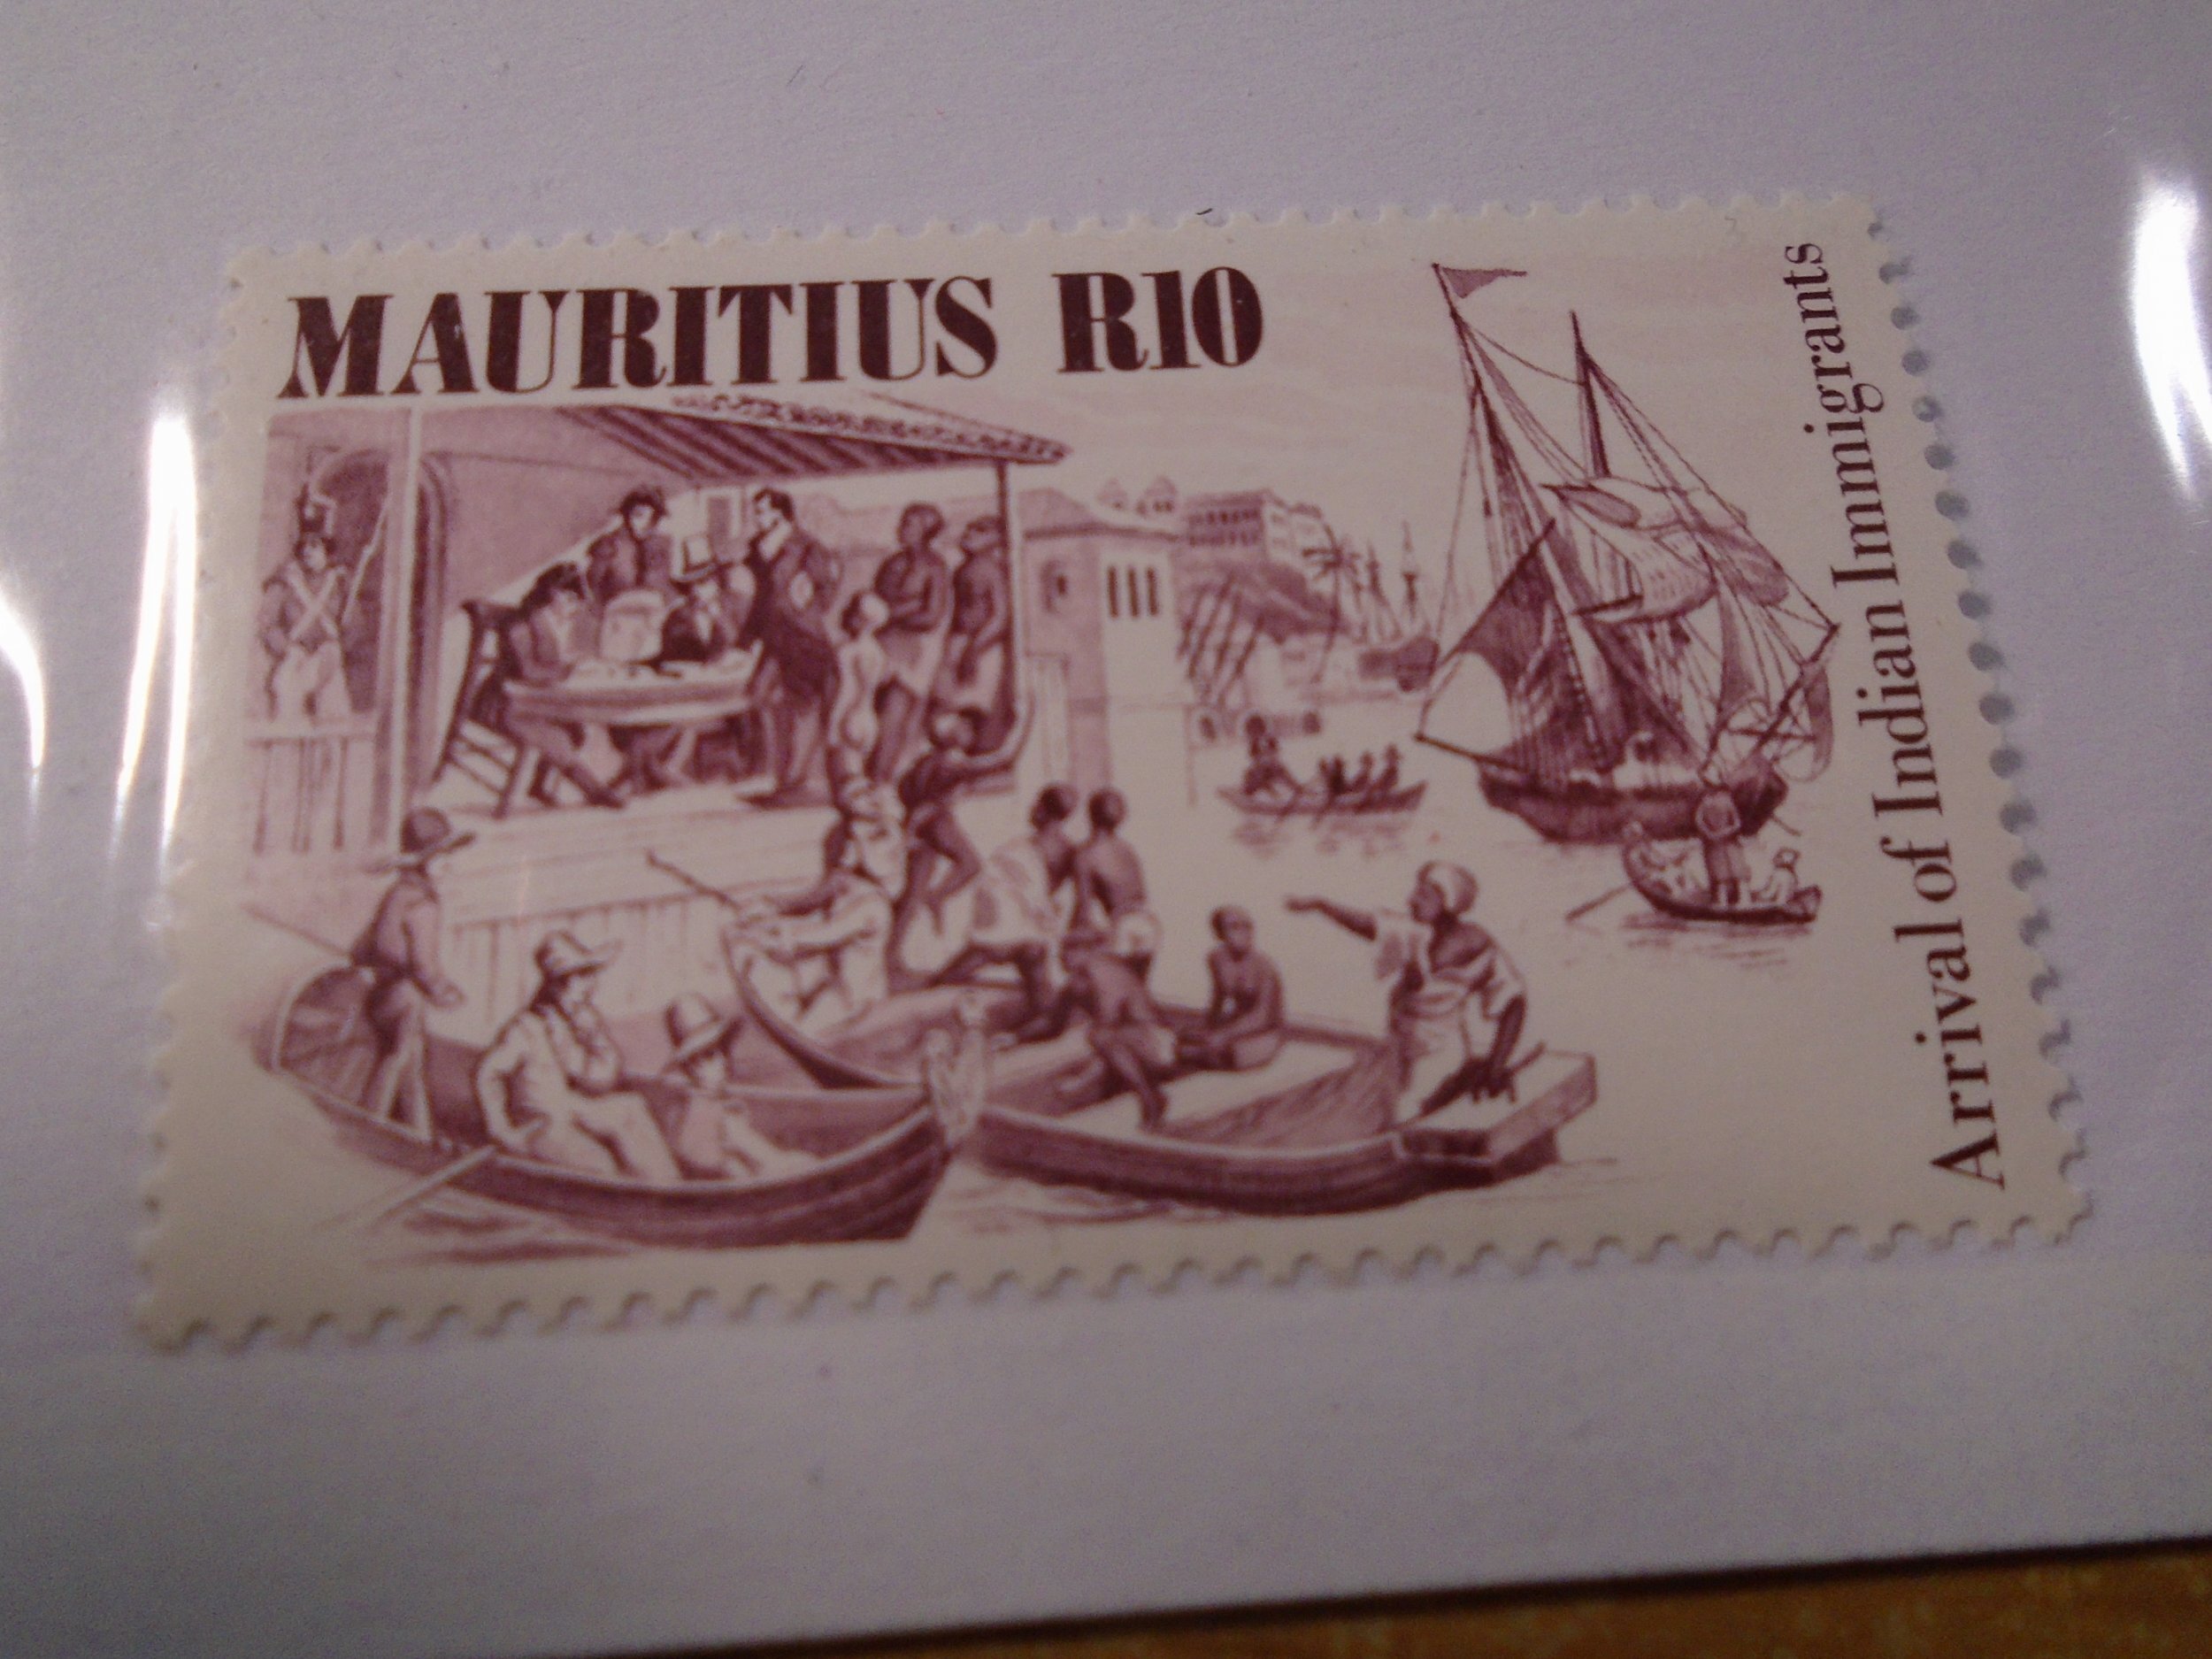 MAURITIUS R10
Arrival of Indian Immigrants